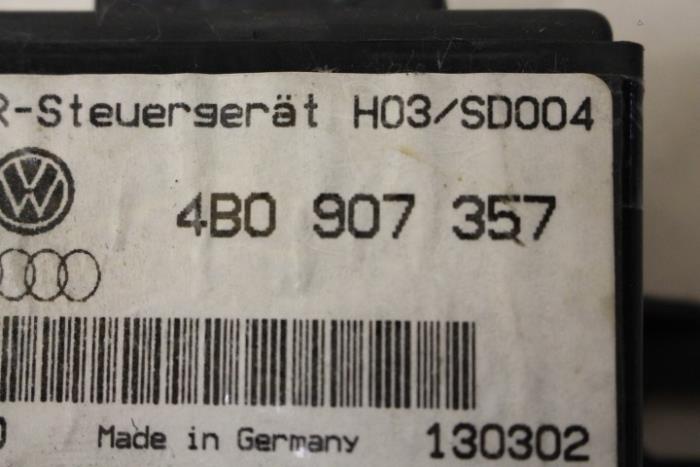 R-Steuergerät H03/SD004
4B0 907 357
Made in Germany 130302